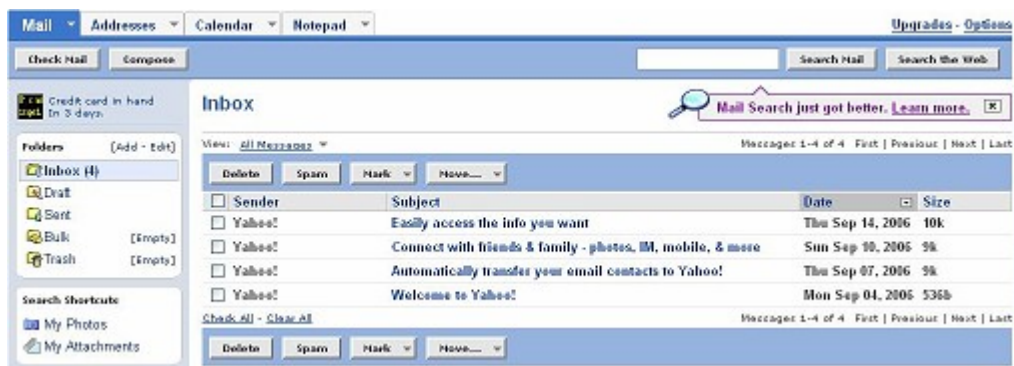 Mail Addresses Calendar Notepad Upgrades - Options
Check Mail Compose Search Mail Search the Web
Credit card in hand
In 3 days.
Inbox
Mail Search just got better. Learn more.
Folders [Add - Edit]
Inbox (4)
Draft
Sent
Bulk [Empty]
Trash [Empty]
Search Shortcuts
My Photos
My Attachments
View: All Messages Messages 1-4 of 4 First | Previous | Next | Last
Delete Spam Mark Move...
Sender Subject Date Size
Yahoo! Easily access the info you want Thu Sep 14, 2006 10k
Yahoo! Connect with friends & family - photos, IM, mobile, & more Sun Sep 10, 2006 9k
Yahoo! Automatically transfer your email contacts to Yahoo! Thu Sep 07, 2006 9k
Yahoo! Welcome to Yahoo! Mon Sep 04, 2006 536b
Check All - Clear All Messages 1-4 of 4 First | Previous | Next | Last
Delete Spam Mark Move...